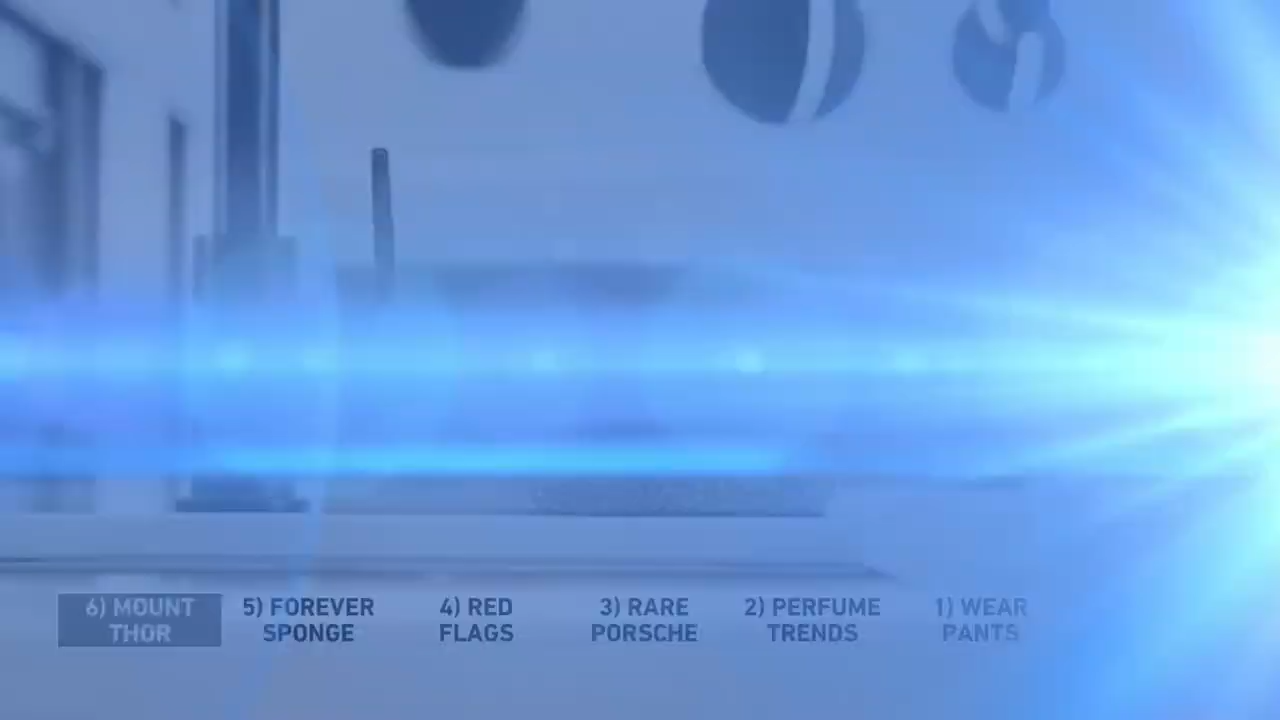 6) MOUNT
THOR
5) FOREVER
SPONGE
4) RED
FLAGS
3) RARE
PORSCHE
2) PERFUME
TRENDS
1) WEAR
PANTS